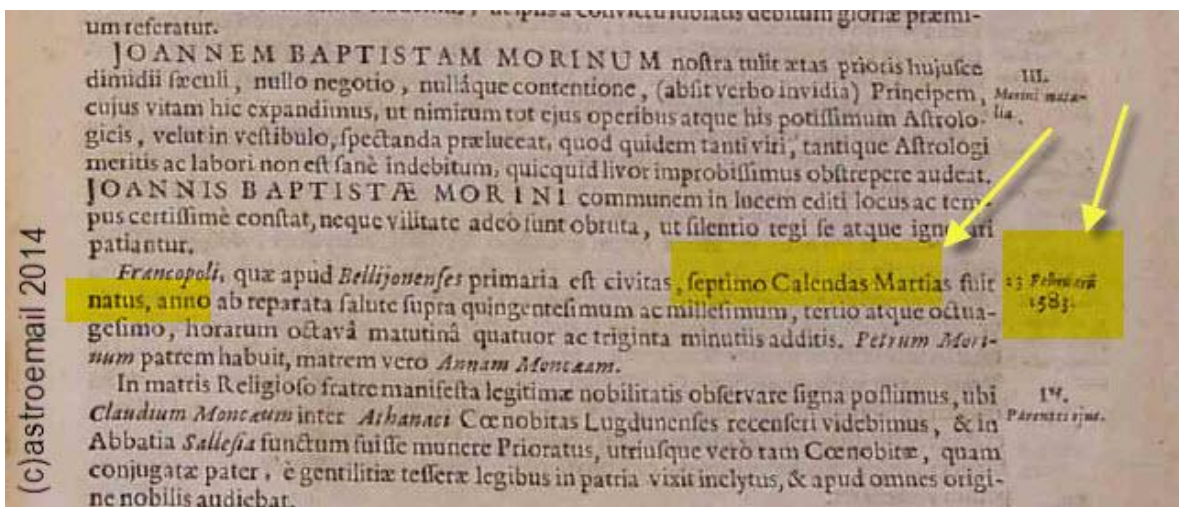 um referatur.
JOANNEM BAPTISTAM MORINUM noſtra tulit ætas prioris hujuſce
dimidii ſæculi, nullo negotio, nullâque contentione, (abſit verbo invidia) Principem,
cujus vitam hic expandimus, ut nimirum tot ejus operibus atque his potiſſimum Aſtrolo-
gicis, velut in veſtibulo, ſpectanda præluceat, quod quidem tanti viri, tantique Aſtrologi
meritis ac labori non eſt ſanè indebitum, quicquid livor improbiſſimus obſtrepere audeat.
JOANNIS BAPTISTÆ MORINI communem in lucem editi locus ac tem-
pus certiſſimè conſtat, neque vilitate adeò ſunt obruta, ut ſilentio tegi ſe atque ignorari
patiantur.
Francopoli, quæ apud Bellijonenſes primaria eſt civitas, ſeptimo Calendas Martias fuit
natus, anno ab reparata ſalute ſupra quingenteſimum ac milleſimum, tertio atque octua-
geſimo, horarum octavâ matutinâ quatuor ac triginta minutiis additis. Petrum Mori-
num patrem habuit, matrem vero Annam Moncæam.
In matris Religioſo fratre manifeſta legitimæ nobilitatis obſervare ſigna poſſumus, ubi
Claudium Moncæum inter Athanaci Cœnobitas Lugdunenſes recenſeri videbimus, & in
Abbatia Salleſia functum fuiſſe munere Prioratus, utriuſque verò tam Cœnobitæ, quam
conjugatæ pater, è gentilitiæ teſſeræ legibus in patria vixit inclytus, & apud omnes origi-
ne nobilis audiebat.
III.
Morini nata-
lia.
23 Februarii
1583.
IV.
Parentes ejus.
(c)astroemail 2014